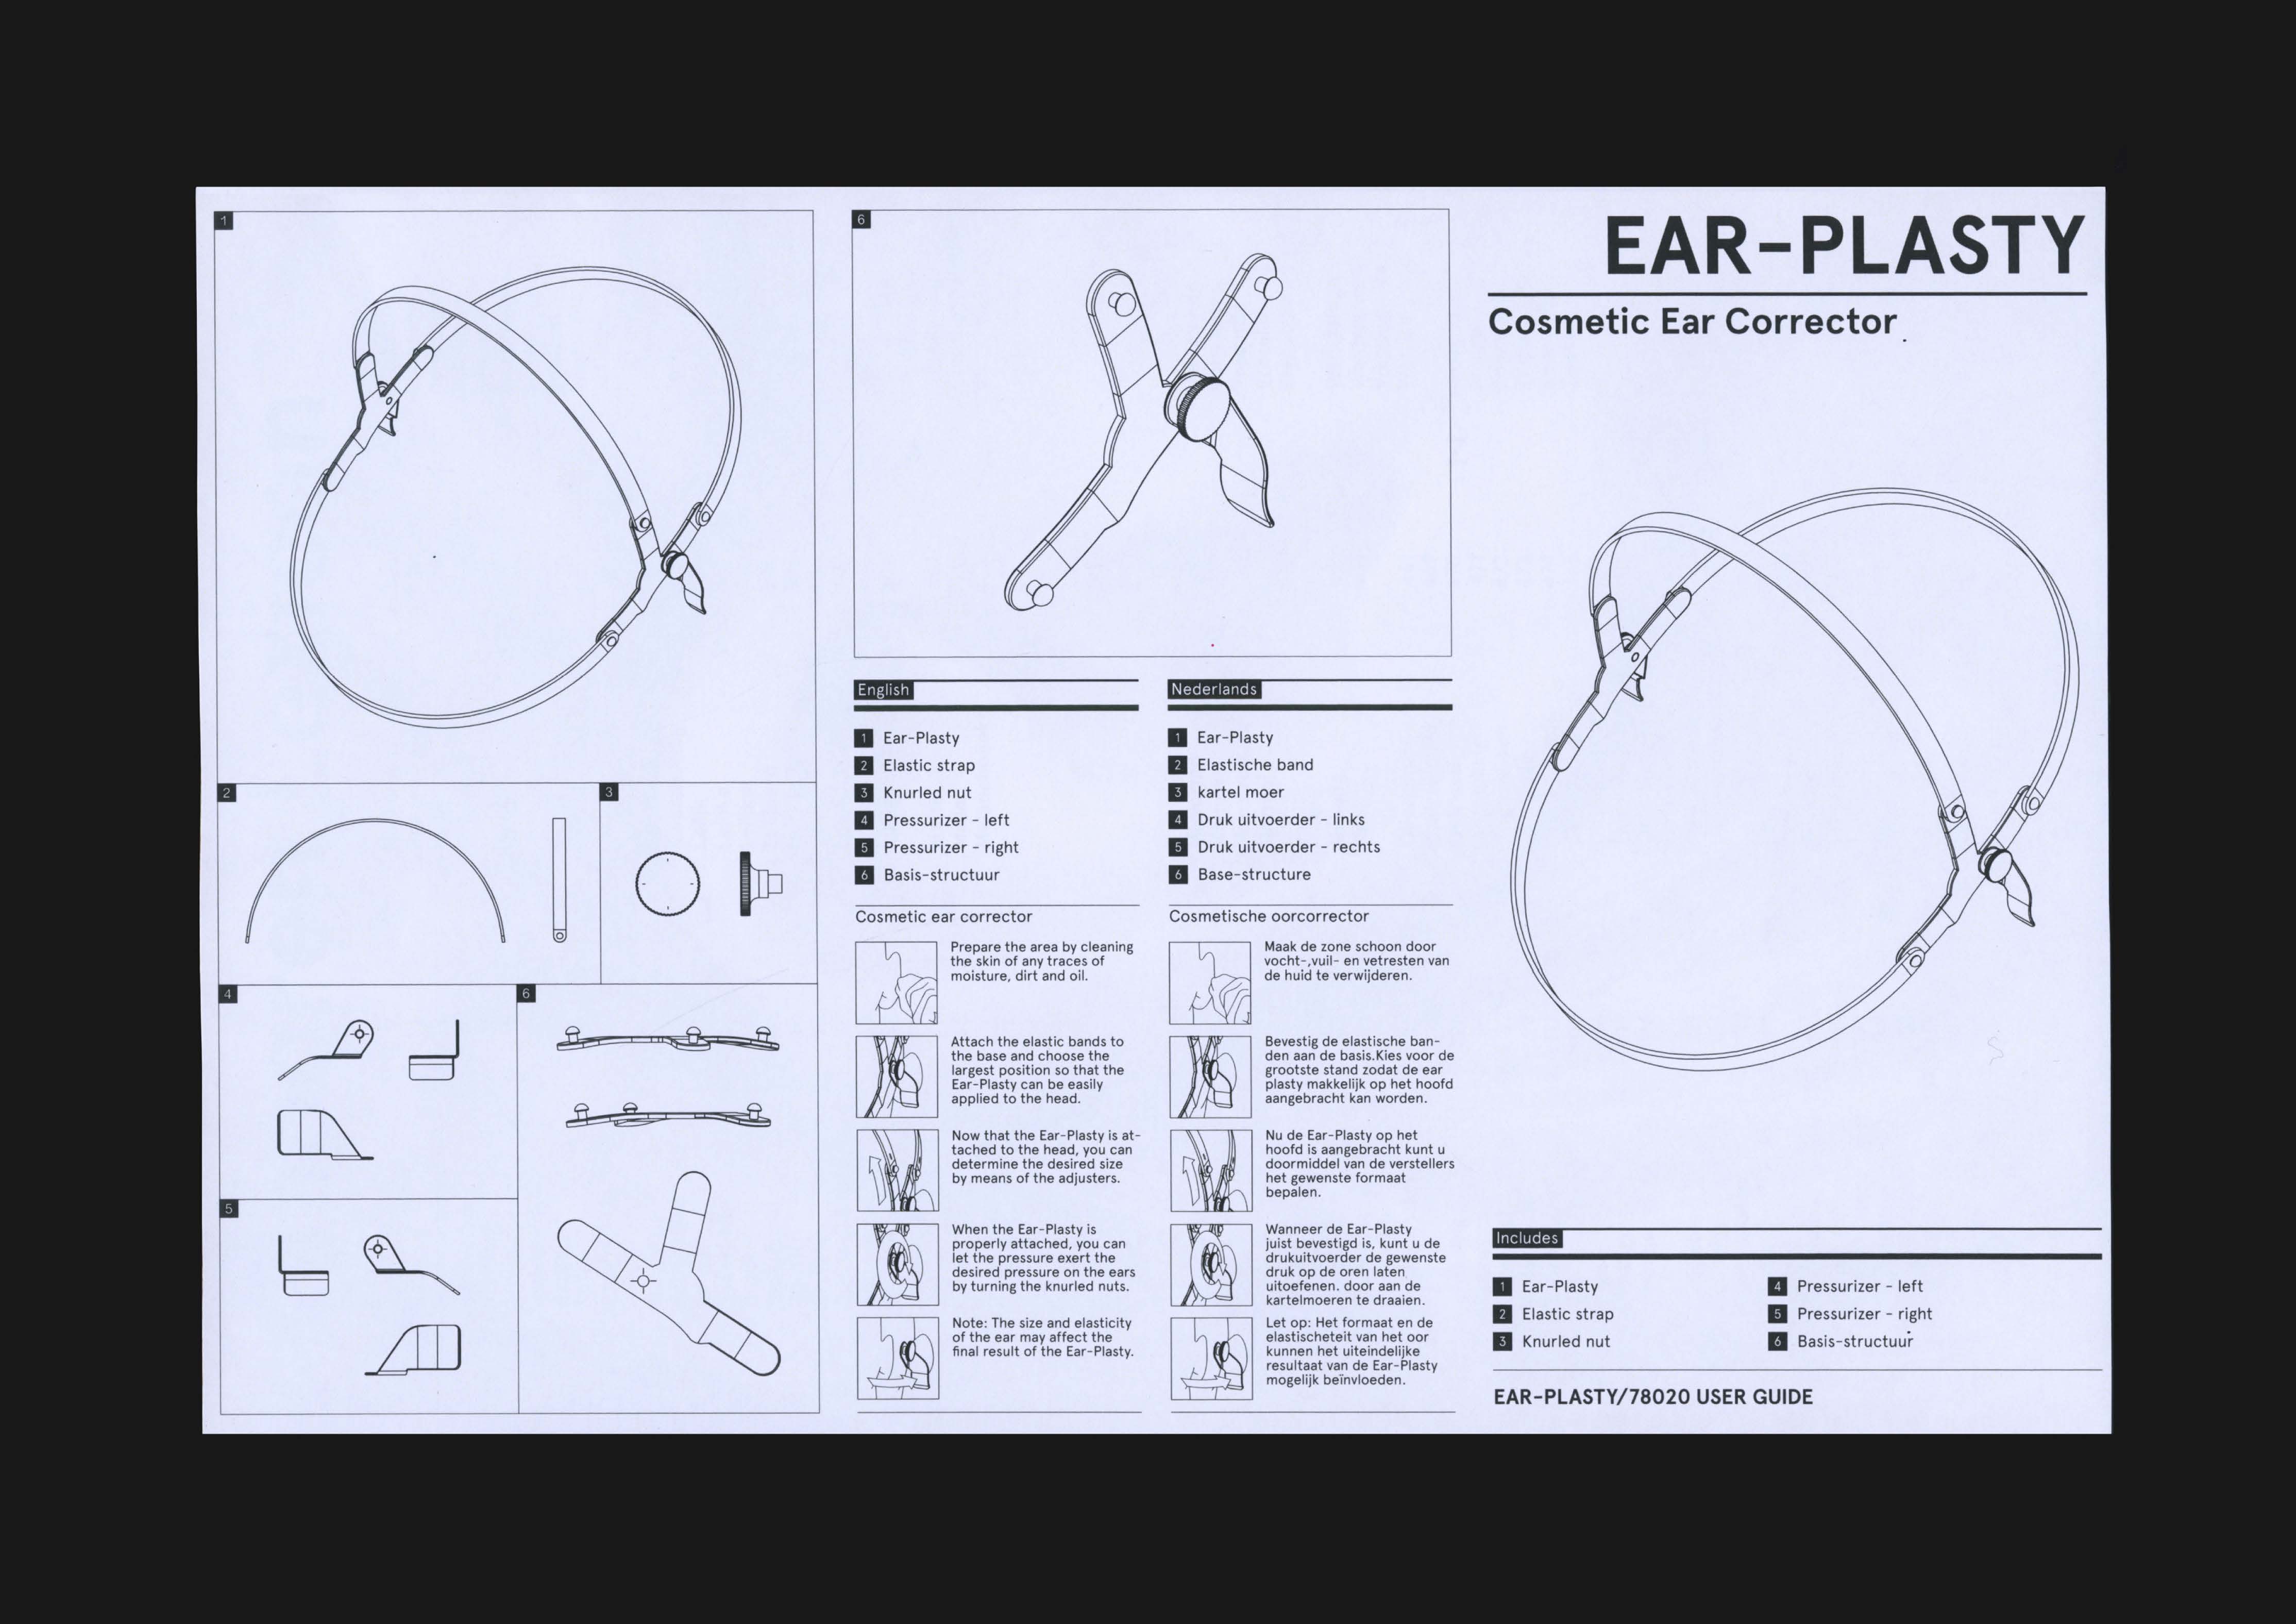 1
2
3
4
5
6
6
English
1 Ear-Plasty
2 Elastic strap
3 Knurled nut
4 Pressurizer - left
5 Pressurizer - right
6 Basis-structuur
Cosmetic ear corrector
Prepare the area by cleaning
the skin of any traces of
moisture, dirt and oil.
Attach the elastic bands to
the base and choose the
largest position so that the
Ear-Plasty can be easily
applied to the head.
Now that the Ear-Plasty is at-
tached to the head, you can
determine the desired size
by means of the adjusters.
When the Ear-Plasty is
properly attached, you can
let the pressure exert the
desired pressure on the ears
by turning the knurled nuts.
Note: The size and elasticity
of the ear may affect the
final result of the Ear-Plasty.
Nederlands
1 Ear-Plasty
2 Elastische band
3 kartel moer
4 Druk uitvoerder - links
5 Druk uitvoerder - rechts
6 Base-structure
Cosmetische oorcorrector
Maak de zone schoon door
vocht-,vuil- en vetresten van
de huid te verwijderen.
Bevestig de elastische ban-
den aan de basis.Kies voor de
grootste stand zodat de ear
plasty makkelijk op het hoofd
aangebracht kan worden.
Nu de Ear-Plasty op het
hoofd is aangebracht kunt u
doormiddel van de verstellers
het gewenste formaat
bepalen.
Wanneer de Ear-Plasty
juist bevestigd is, kunt u de
drukuitvoerder de gewenste
druk op de oren laten
uitoefenen. door aan de
kartelmoeren te draaien.
Let op: Het formaat en de
elastischeteit van het oor
kunnen het uiteindelijke
resultaat van de Ear-Plasty
mogelijk beïnvloeden.
EAR-PLASTY
Cosmetic Ear Corrector
Includes
1 Ear-Plasty
2 Elastic strap
3 Knurled nut
4 Pressurizer - left
5 Pressurizer - right
6 Basis-structuur
EAR-PLASTY/78020 USER GUIDE